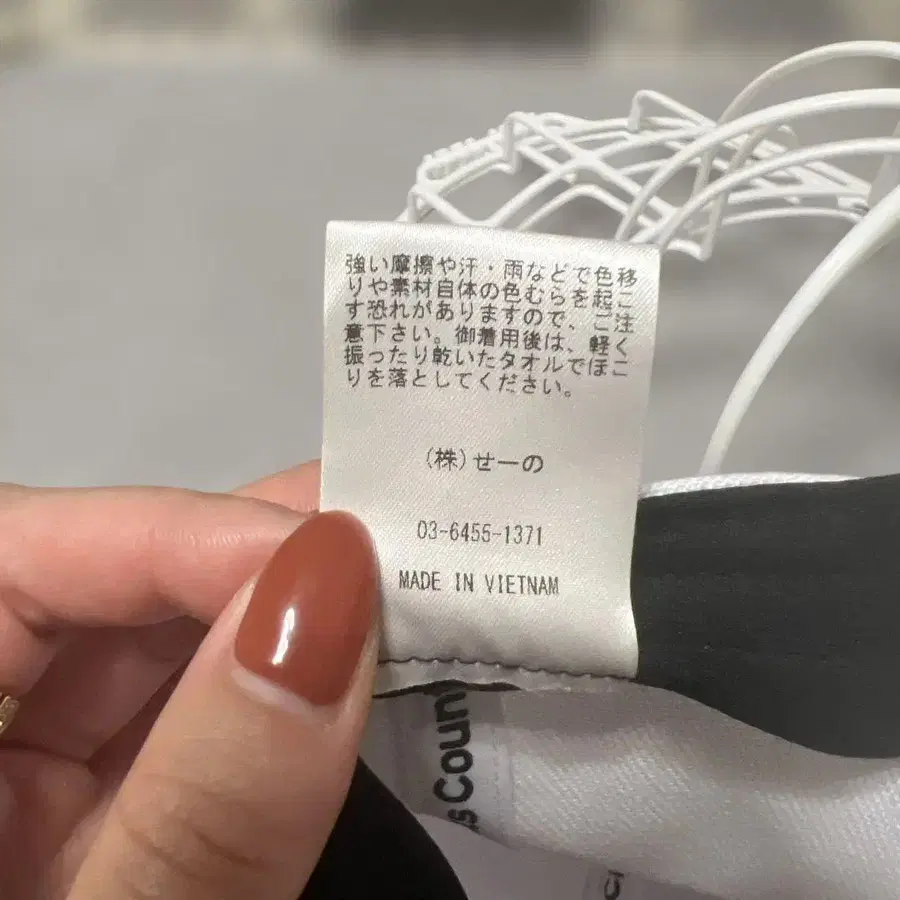 強い摩擦や汗・雨などで色移
りや素材自体の色むらを起こ
す恐れがありますので、ご注
意下さい。御着用後は、軽く
振ったり乾いたタオルでほこ
りを落としてください。
(株)せーの
03-6455-1371
MADE IN VIETNAM